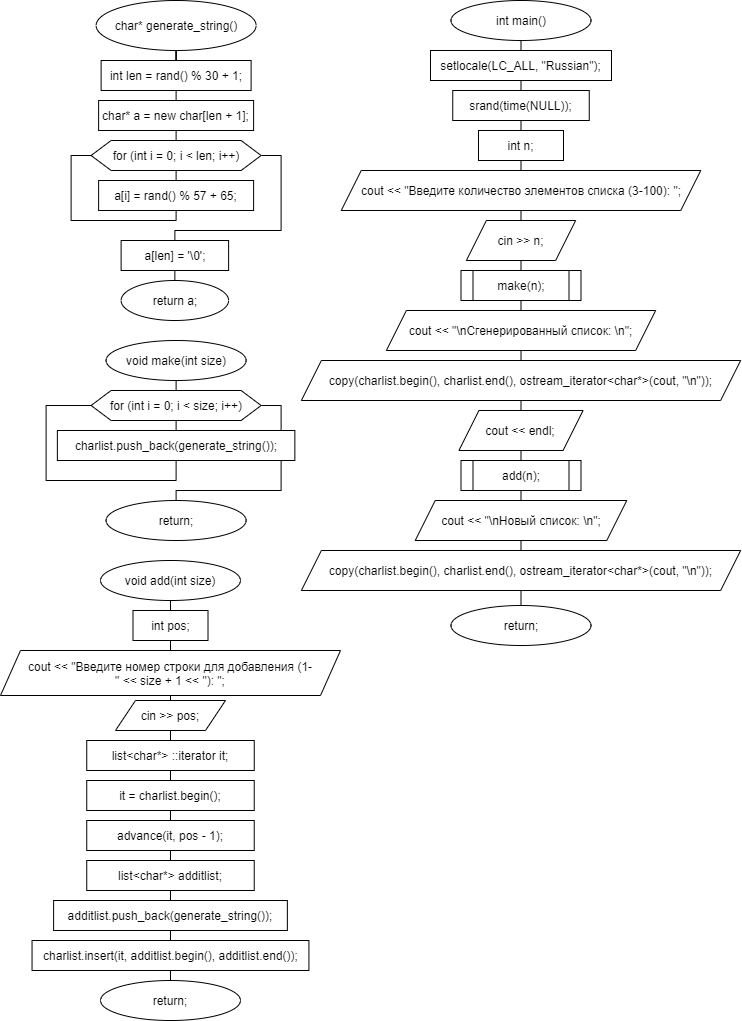 char* generate_string()
int len = rand() % 30 + 1;
char* a = new char[len + 1];
for (int i = 0; i < len; i++)
a[i] = rand() % 57 + 65;
a[len] = '\0';
return a;
void make(int size)
for (int i = 0; i < size; i++)
charlist.push_back(generate_string());
return;
void add(int size)
int pos;
cout << "Введите номер строки для добавления (1-
" << size + 1 << "): ";
cin >> pos;
list<char*> ::iterator it;
it = charlist.begin();
advance(it, pos - 1);
list<char*> additlist;
additlist.push_back(generate_string());
charlist.insert(it, additlist.begin(), additlist.end());
return;
int main()
setlocale(LC_ALL, "Russian");
srand(time(NULL));
int n;
cout << "Введите количество элементов списка (3-100): ";
cin >> n;
make(n);
cout << "\nСгенерированный список: \n";
copy(charlist.begin(), charlist.end(), ostream_iterator<char*>(cout, "\n"));
cout << endl;
add(n);
cout << "\nНовый список: \n";
copy(charlist.begin(), charlist.end(), ostream_iterator<char*>(cout, "\n"));
return;